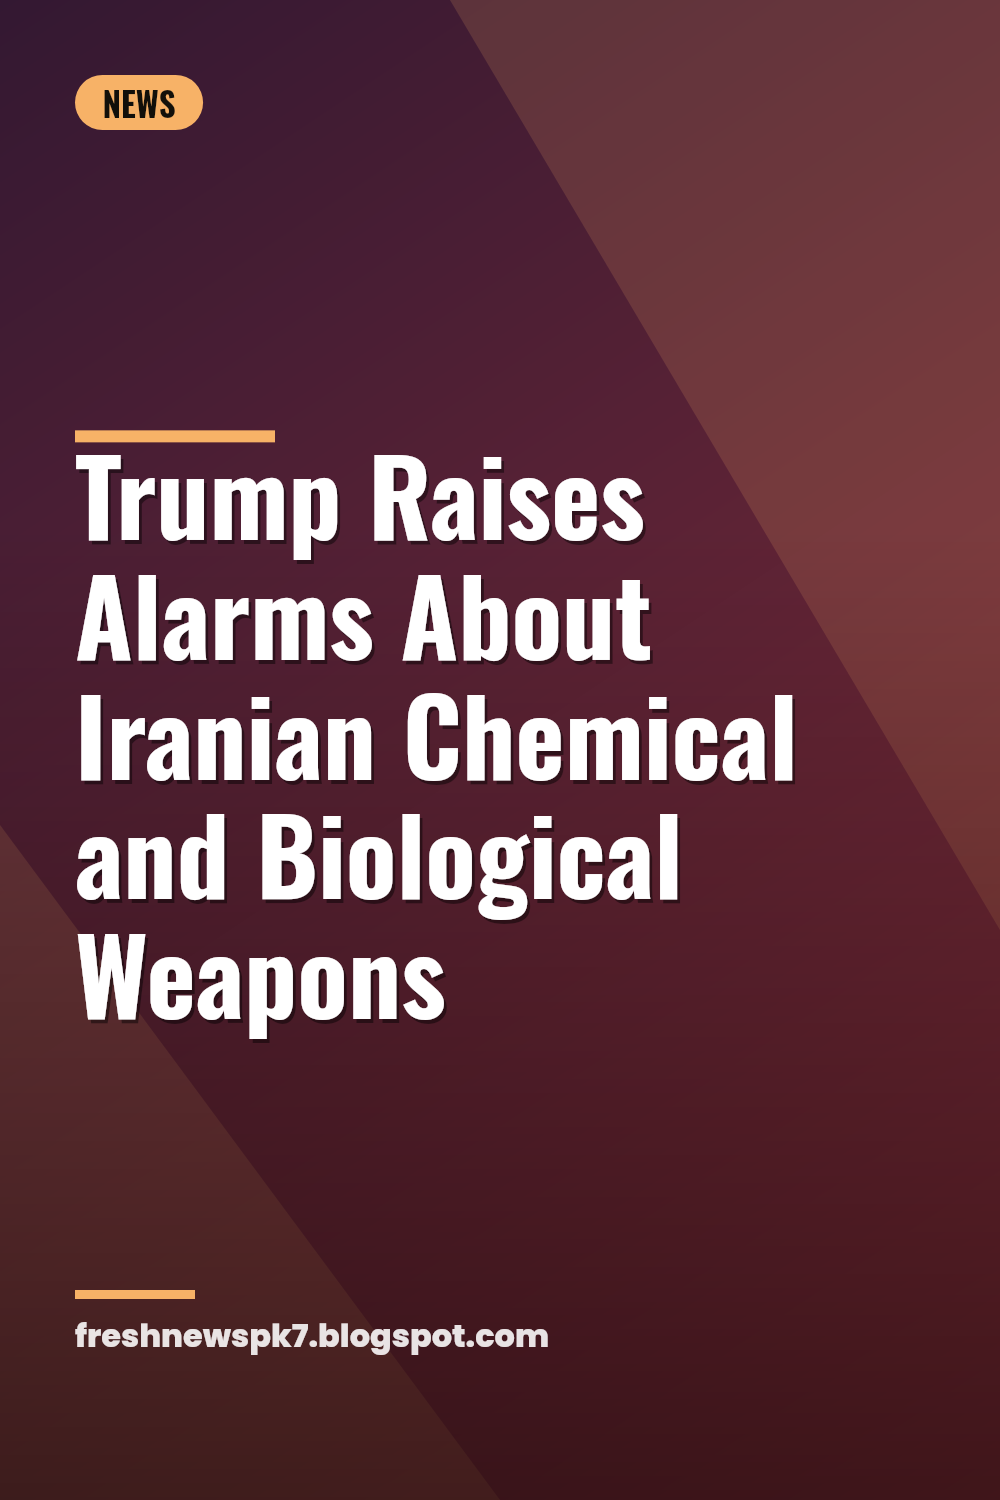 NEWS
Trump Raises
Alarms About
Iranian Chemical
and Biological
Weapons
freshnewspk7.blogspot.com